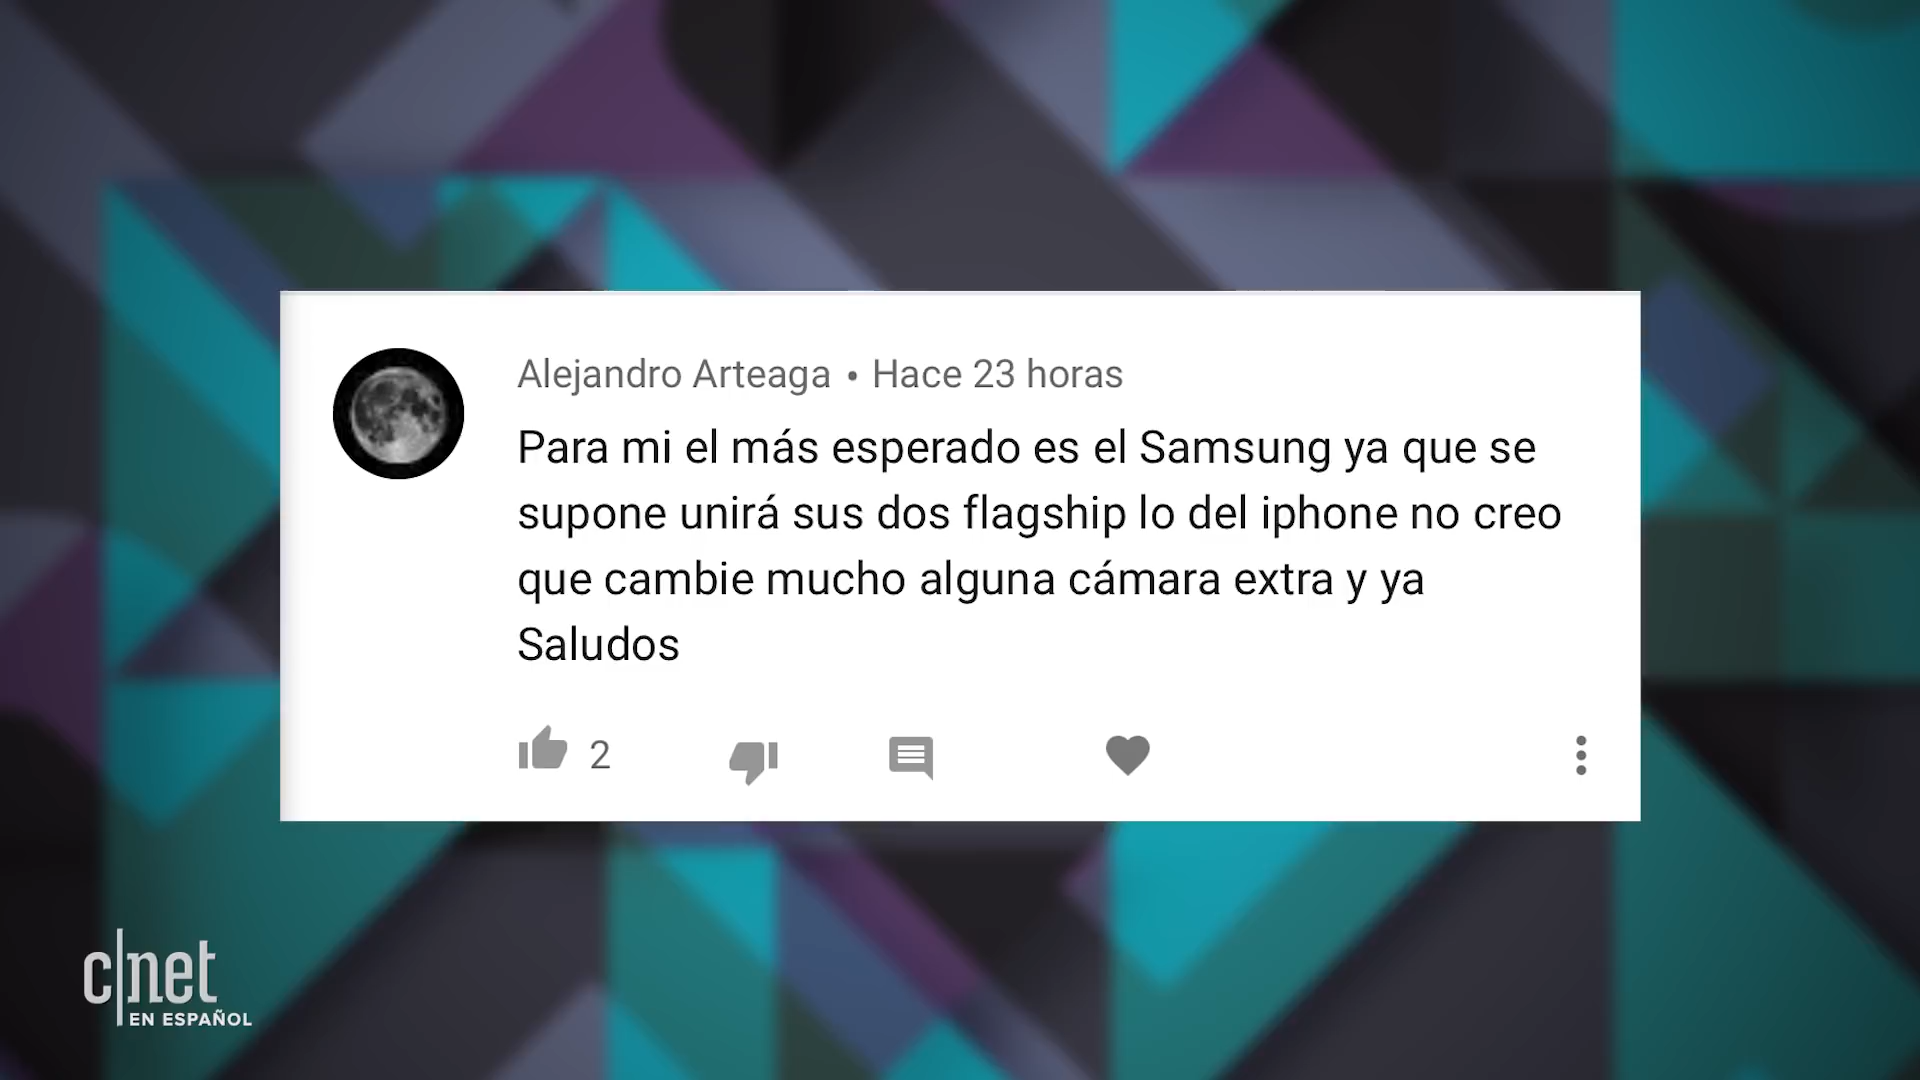 Alejandro Arteaga • Hace 23 horas
Para mi el más esperado es el Samsung ya que se
supone unirá sus dos flagship lo del iphone no creo
que cambie mucho alguna cámara extra y ya
Saludos
2
c|net
EN ESPAÑOL